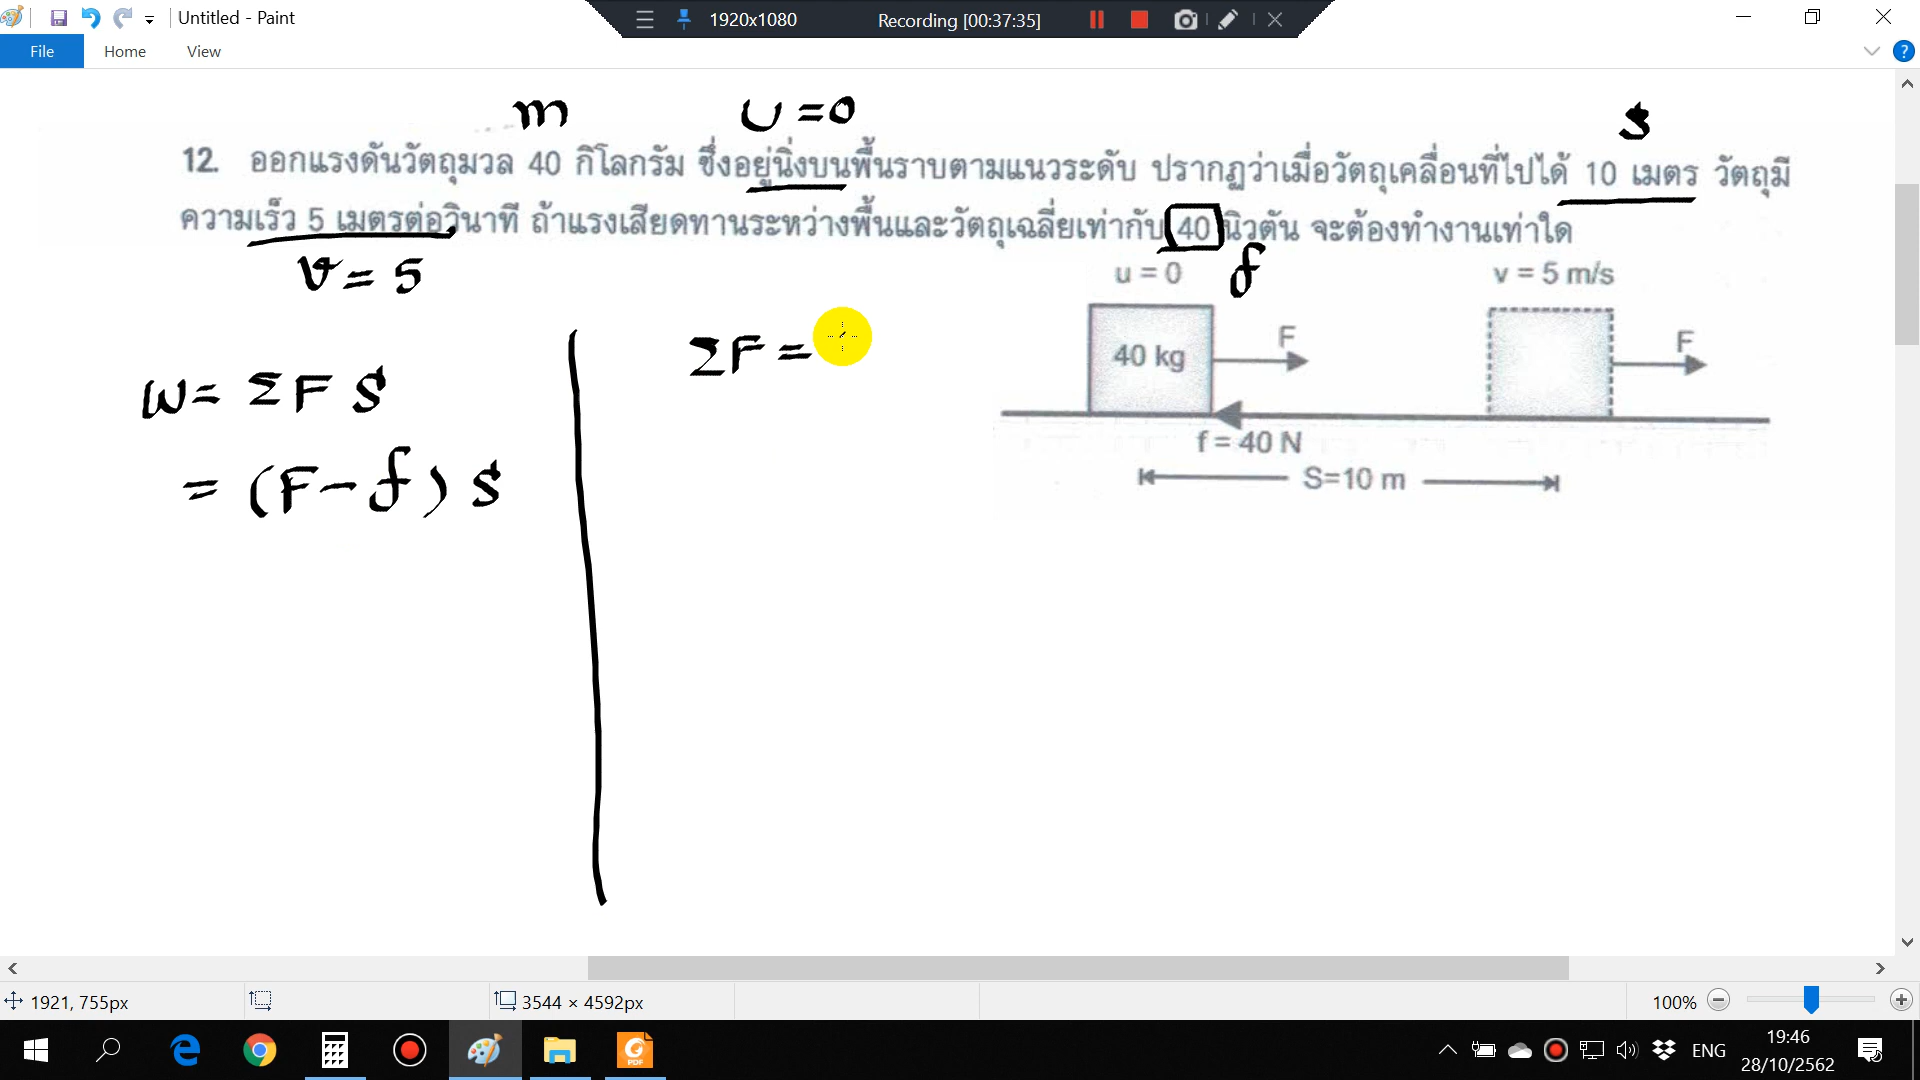 Untitled - Paint
1920x1080
Recording [00:37:35]
File
Home
View
m
U = 0
S
12. ออกแรงดันวัตถุมวล 40 กิโลกรัม ซึ่งอยู่นิ่งบนพื้นราบตามแนวระดับ ปรากฏว่าเมื่อวัตถุเคลื่อนที่ไปได้ 10 เมตร วัตถุมี
ความเร็ว 5 เมตรต่อวินาที ถ้าแรงเสียดทานระหว่างพื้นและวัตถุเฉลี่ยเท่ากับ 40 นิวตัน จะต้องทำงานเท่าใด
V = 5
f
u = 0
v = 5 m/s
40 kg
F
F
f = 40 N
S=10 m
W = ΣF S
= (F - f) S
ΣF =
1921, 755px
3544 × 4592px
100%
PDF
ENG
19:46
28/10/2562